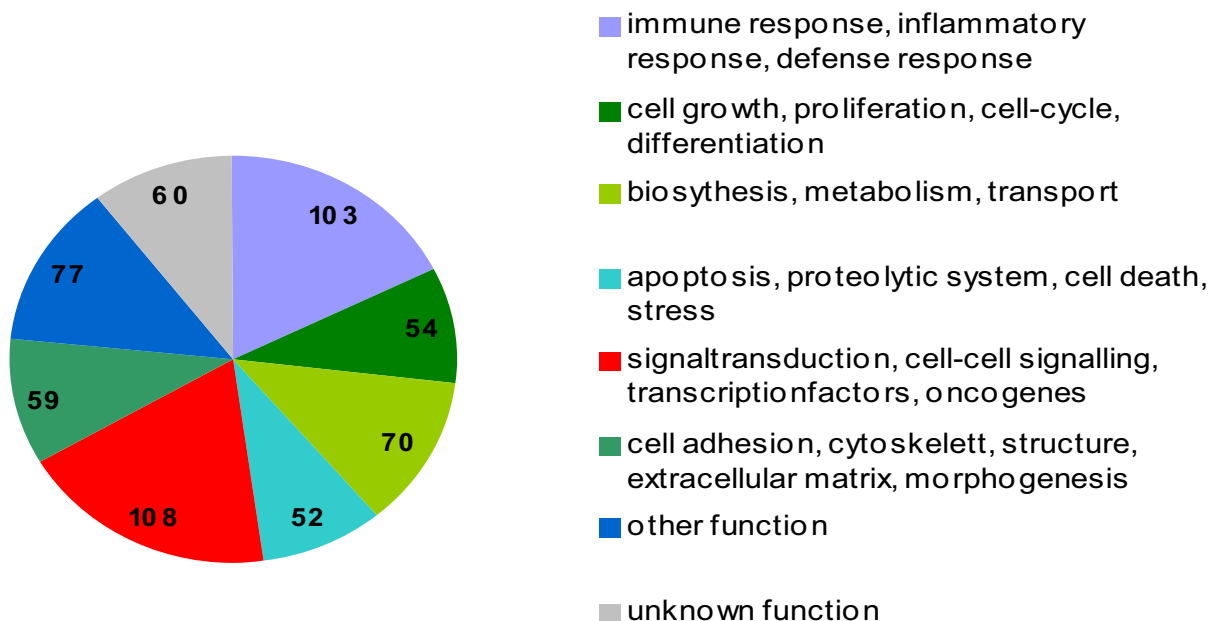 immune response, inflammatory
response, defense response
cell growth, proliferation, cell-cycle,
differentiation
biosythesis, metabolism, transport
apoptosis, proteolytic system, cell death,
stress
signaltransduction, cell-cell signalling,
transcriptionfactors, oncogenes
cell adhesion, cytoskelett, structure,
extracellular matrix, morphogenesis
other function
unknown function
60
103
77
54
59
70
108
52